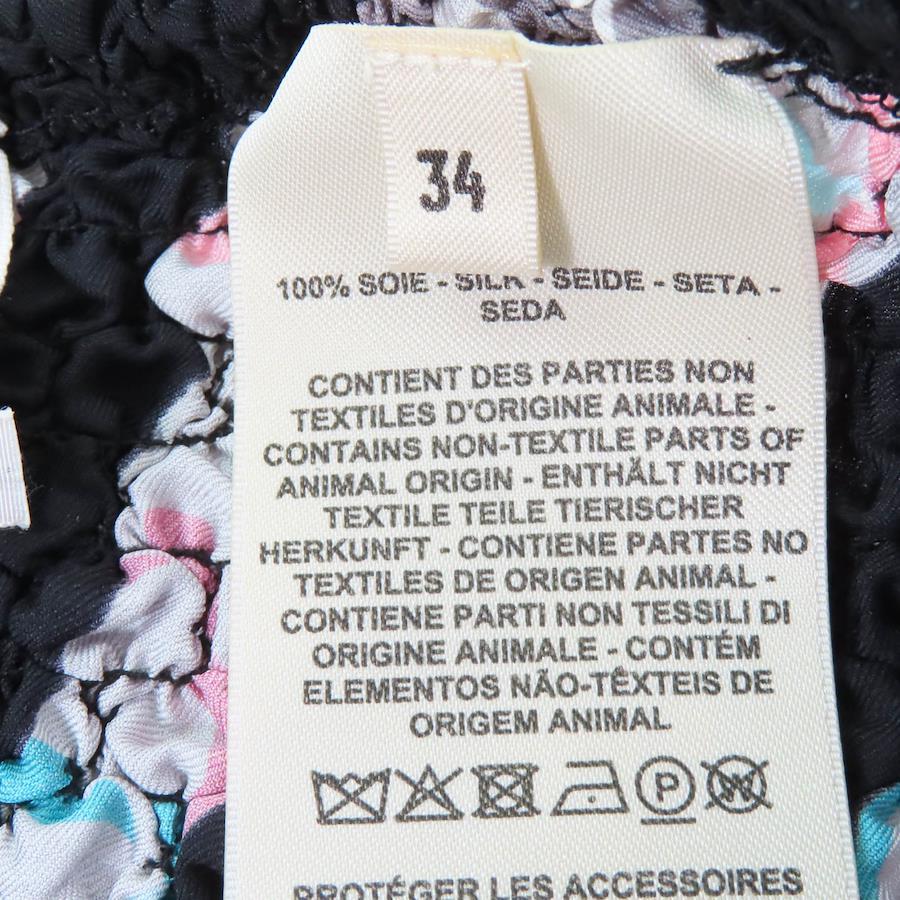 34
100% SOIE - SILK - SEIDE - SETA -
SEDA
CONTIENT DES PARTIES NON
TEXTILES D'ORIGINE ANIMALE -
CONTAINS NON-TEXTILE PARTS OF
ANIMAL ORIGIN - ENTHÄLT NICHT
TEXTILE TEILE TIERISCHER
HERKUNFT - CONTIENE PARTES NO
TEXTILES DE ORIGEN ANIMAL -
CONTIENE PARTI NON TESSILI DI
ORIGINE ANIMALE - CONTÉM
ELEMENTOS NÃO-TÊXTEIS DE
ORIGEM ANIMAL
P W
PROTÉGER LES ACCESSOIRES